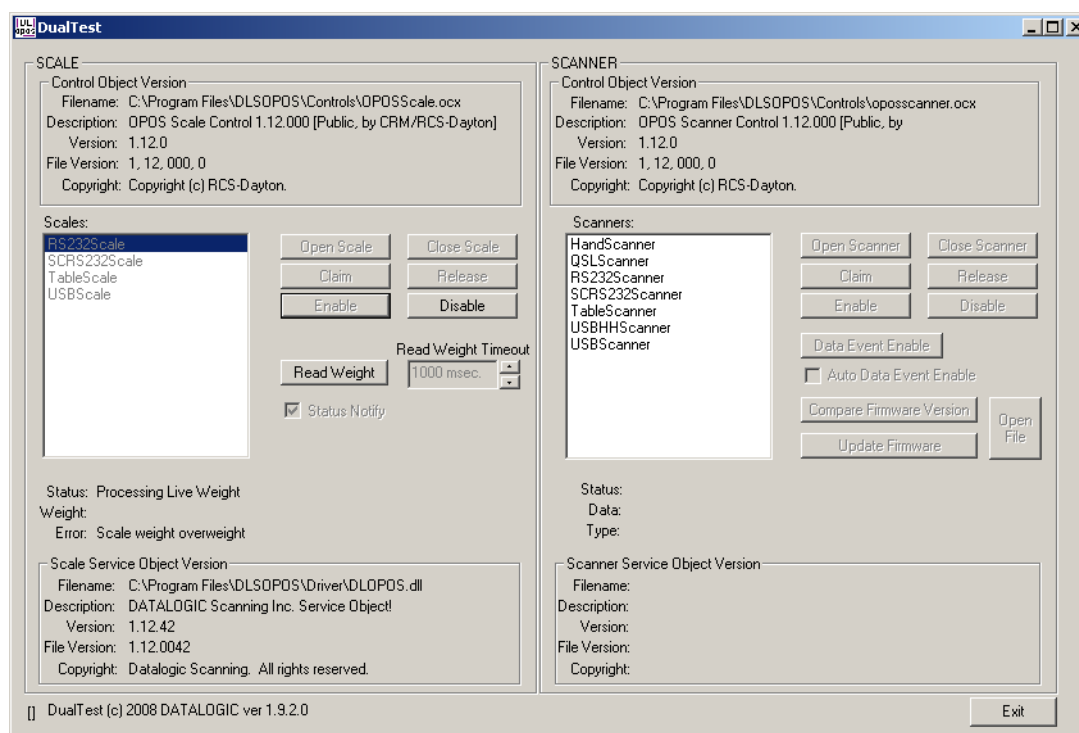 DualTest
SCALE
Control Object Version
Filename: C:\Program Files\DLSOPOS\Controls\OPOSScale.ocx
Description: OPOS Scale Control 1.12.000 [Public, by CRM/RCS-Dayton]
Version: 1.12.0
File Version: 1, 12, 000, 0
Copyright: Copyright (c) RCS-Dayton.
Scales:
RS232Scale
SCRS232Scale
TableScale
USBScale
Open Scale
Close Scale
Claim
Release
Enable
Disable
Read Weight Timeout
Read Weight
1000 msec.
Status Notify
Status: Processing Live Weight
Weight:
Error: Scale weight overweight
Scale Service Object Version
Filename: C:\Program Files\DLSOPOS\Driver\DLOPOS.dll
Description: DATALOGIC Scanning Inc. Service Object!
Version: 1.12.42
File Version: 1.12.0042
Copyright: Datalogic Scanning. All rights reserved.
SCANNER
Control Object Version
Filename: C:\Program Files\DLSOPOS\Controls\oposscanner.ocx
Description: OPOS Scanner Control 1.12.000 [Public, by
Version: 1.12.0
File Version: 1, 12, 000, 0
Copyright: Copyright (c) RCS-Dayton.
Scanners:
HandScanner
QSLScanner
RS232Scanner
SCRS232Scanner
TableScanner
USBHHScanner
USBScanner
Open Scanner
Close Scanner
Claim
Release
Enable
Disable
Data Event Enable
Auto Data Event Enable
Compare Firmware Version
Update Firmware
Open
File
Status:
Data:
Type:
Scanner Service Object Version
Filename:
Description:
Version:
File Version:
Copyright:
[] DualTest (c) 2008 DATALOGIC ver 1.9.2.0
Exit